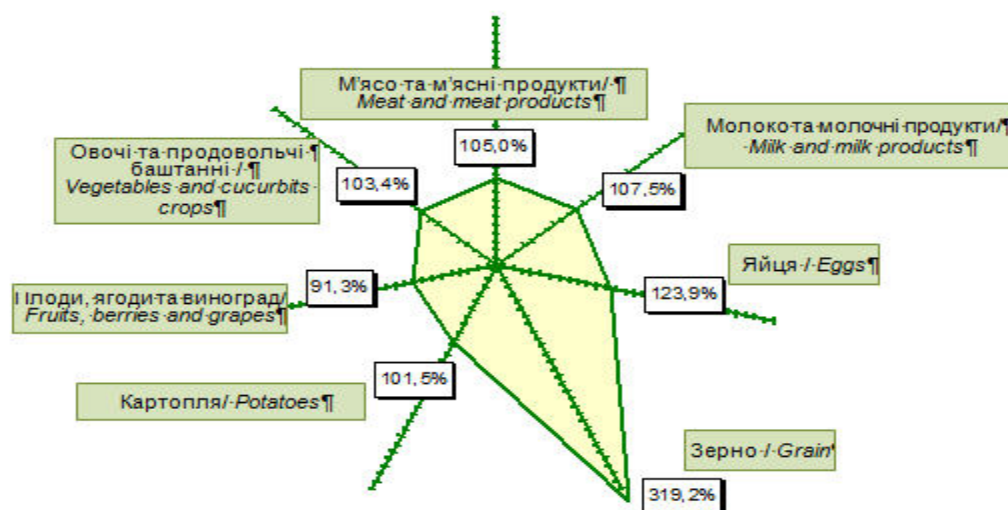 М'ясо та м'ясні продукти/ ¶
Meat and meat products¶
105,0%
Молоко та молочні продукти/¶
Milk and milk products¶
107,5%
Яйця / Eggs¶
123,9%
Зерно / Grain
319,2%
Картопля/ Potatoes¶
101,5%
Плоди, ягоди та виноград/
Fruits, berries and grapes¶
91,3%
Овочі та продовольчі ¶
баштанні / ¶
Vegetables and cucurbits
crops¶
103,4%